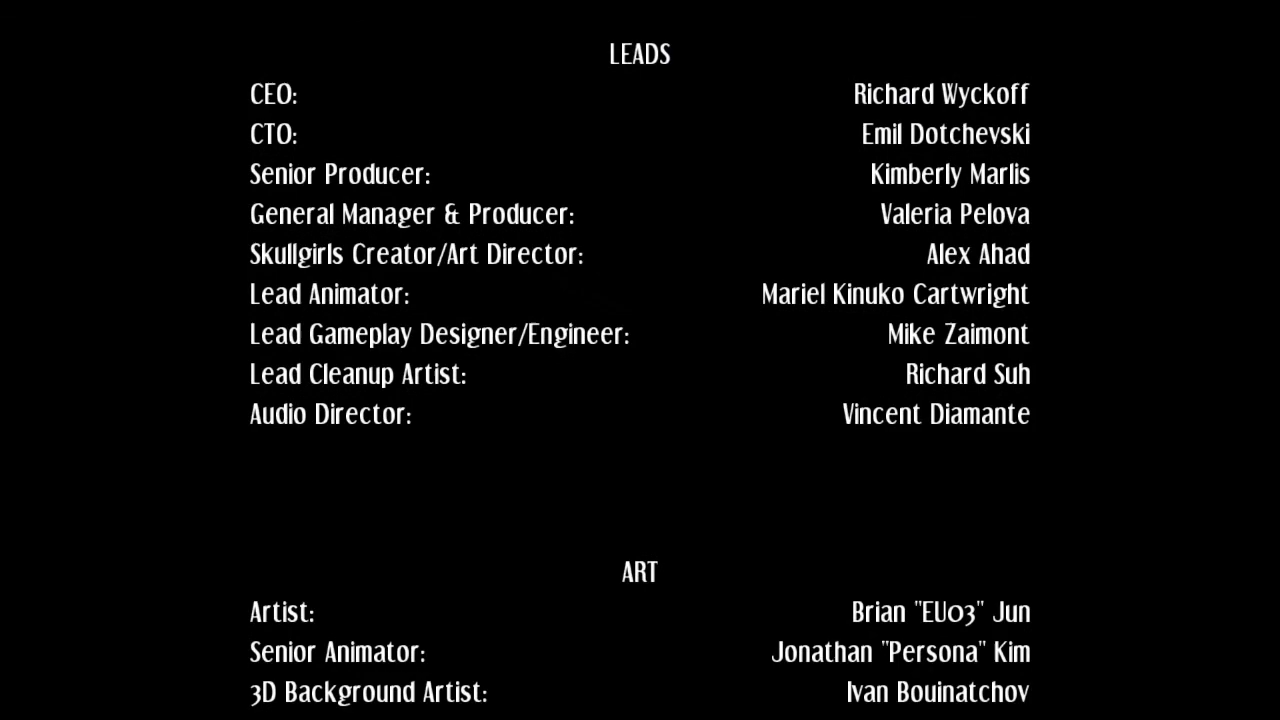 LEADS
CEO: Richard Wyckoff
CTO: Emil Dotchevski
Senior Producer: Kimberly Marlis
General Manager & Producer: Valeria Pelova
Skullgirls Creator/Art Director: Alex Ahad
Lead Animator: Mariel Kinuko Cartwright
Lead Gameplay Designer/Engineer: Mike Zaimont
Lead Cleanup Artist: Richard Suh
Audio Director: Vincent Diamante
ART
Artist: Brian "EU03" Jun
Senior Animator: Jonathan "Persona" Kim
3D Background Artist: Ivan Bouinatchov